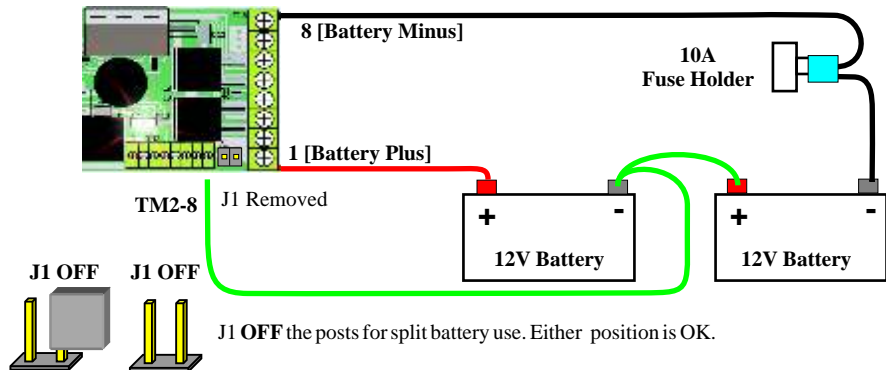 8 [Battery Minus]
10A
Fuse Holder
1 [Battery Plus]
TM2-8
J1 Removed
+
-
12V Battery
+
-
12V Battery
J1 OFF
J1 OFF
J1 OFF the posts for split battery use. Either position is OK.